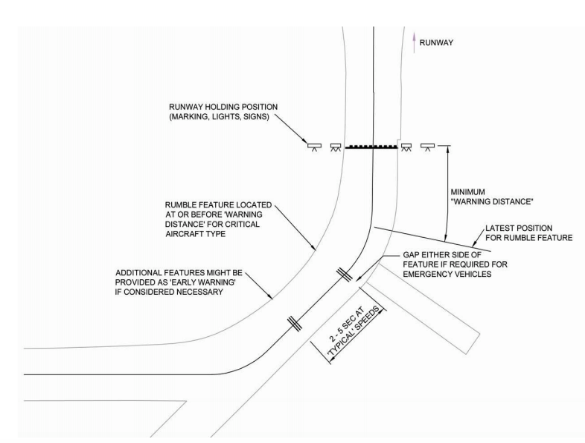 RUNWAY
RUNWAY HOLDING POSITION
(MARKING, LIGHTS, SIGNS)
MINIMUM
"WARNING DISTANCE"
RUMBLE FEATURE LOCATED
AT OR BEFORE 'WARNING
DISTANCE' FOR CRITICAL
AIRCRAFT TYPE
LATEST POSITION
FOR RUMBLE FEATURE
GAP EITHER SIDE OF
FEATURE IF REQUIRED FOR
EMERGENCY VEHICLES
ADDITIONAL FEATURES MIGHT BE
PROVIDED AS 'EARLY WARNING'
IF CONSIDERED NECESSARY
2 - 5 SEC AT
'TYPICAL' SPEEDS